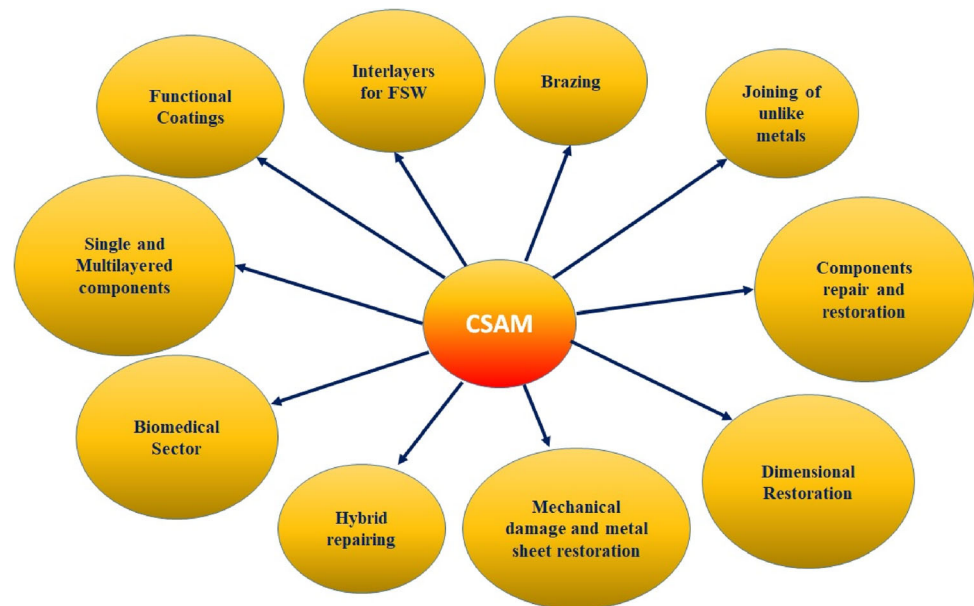 Functional
Coatings
Interlayers
for FSW
Brazing
Joining of
unlike
metals
Single and
Multilayered
components
CSAM
Components
repair and
restoration
Biomedical
Sector
Hybrid
repairing
Mechanical
damage and metal
sheet restoration
Dimensional
Restoration